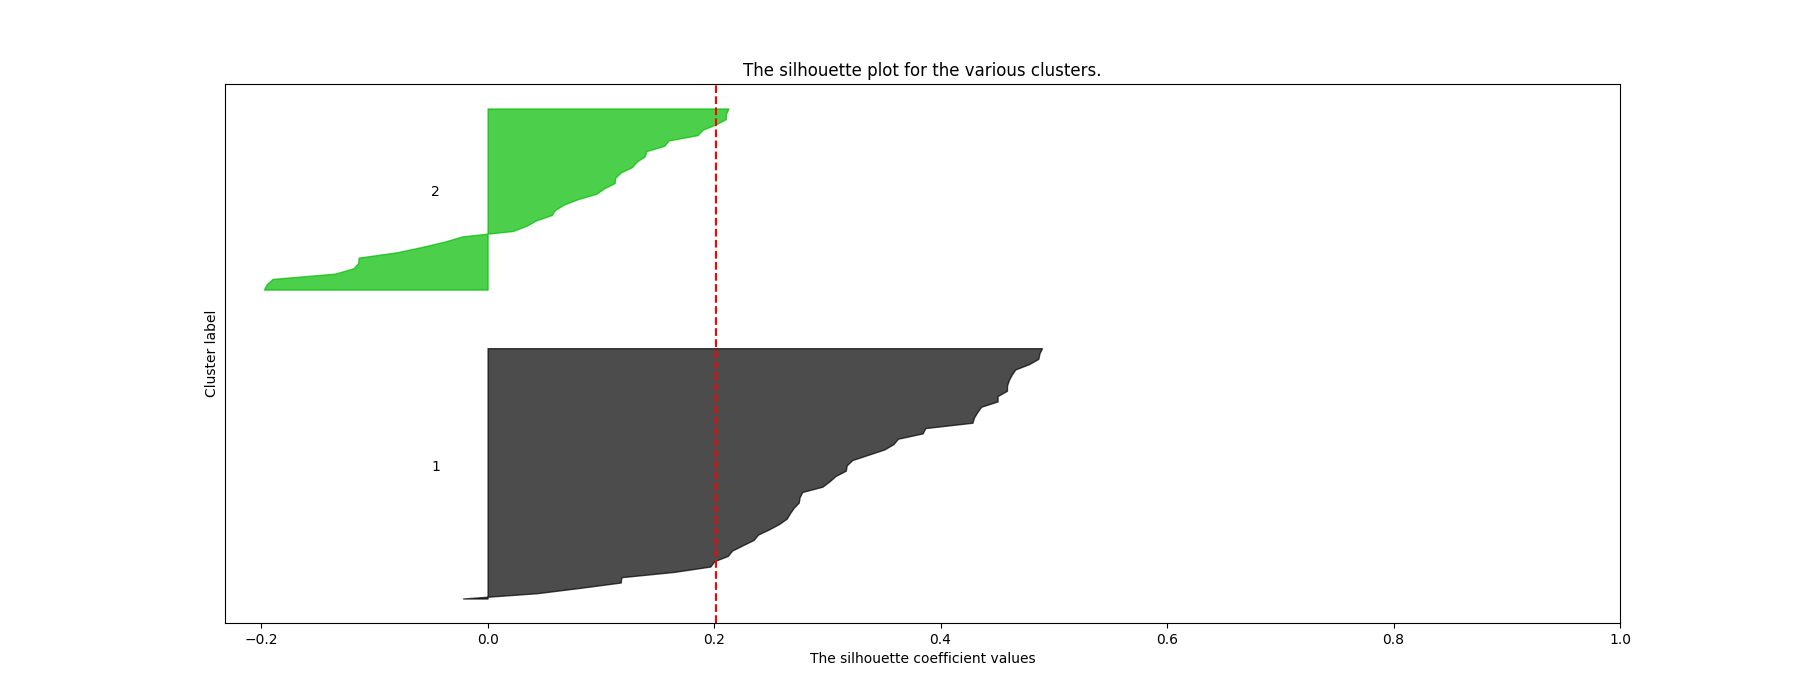 The silhouette plot for the various clusters.
2
Cluster label
1
−0.2 0.0 0.2 0.4 0.6 0.8 1.0
The silhouette coefficient values